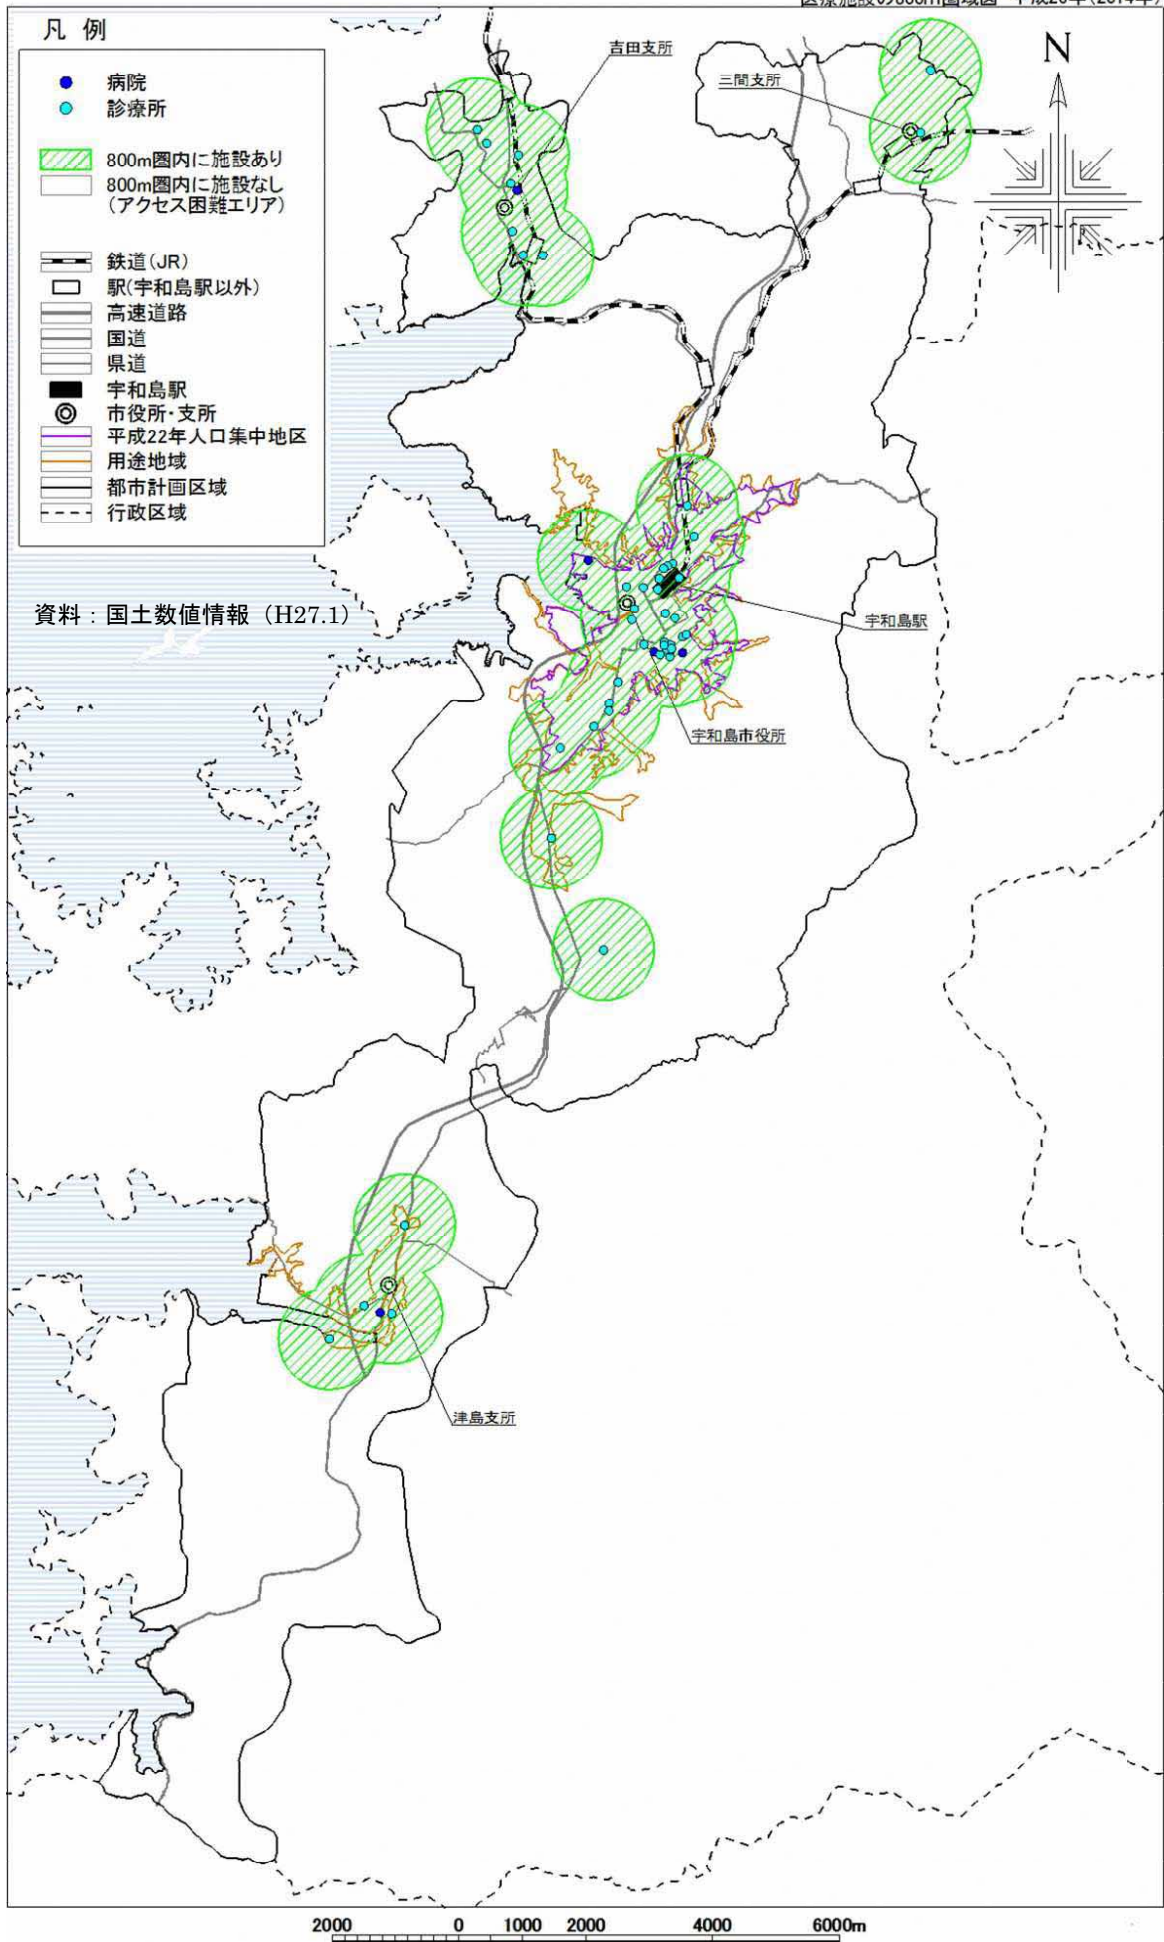 凡 例
病院
診療所
800m圏内に施設あり
800m圏内に施設なし
(アクセス困難エリア)
鉄道(JR)
駅(宇和島駅以外)
高速道路
国道
県道
宇和島駅
市役所・支所
平成22年人口集中地区
用途地域
都市計画区域
行政区域
資料：国土数値情報（H27.1）
吉田支所
三間支所
N
宇和島駅
宇和島市役所
津島支所
2000 0 1000 2000 4000 6000m